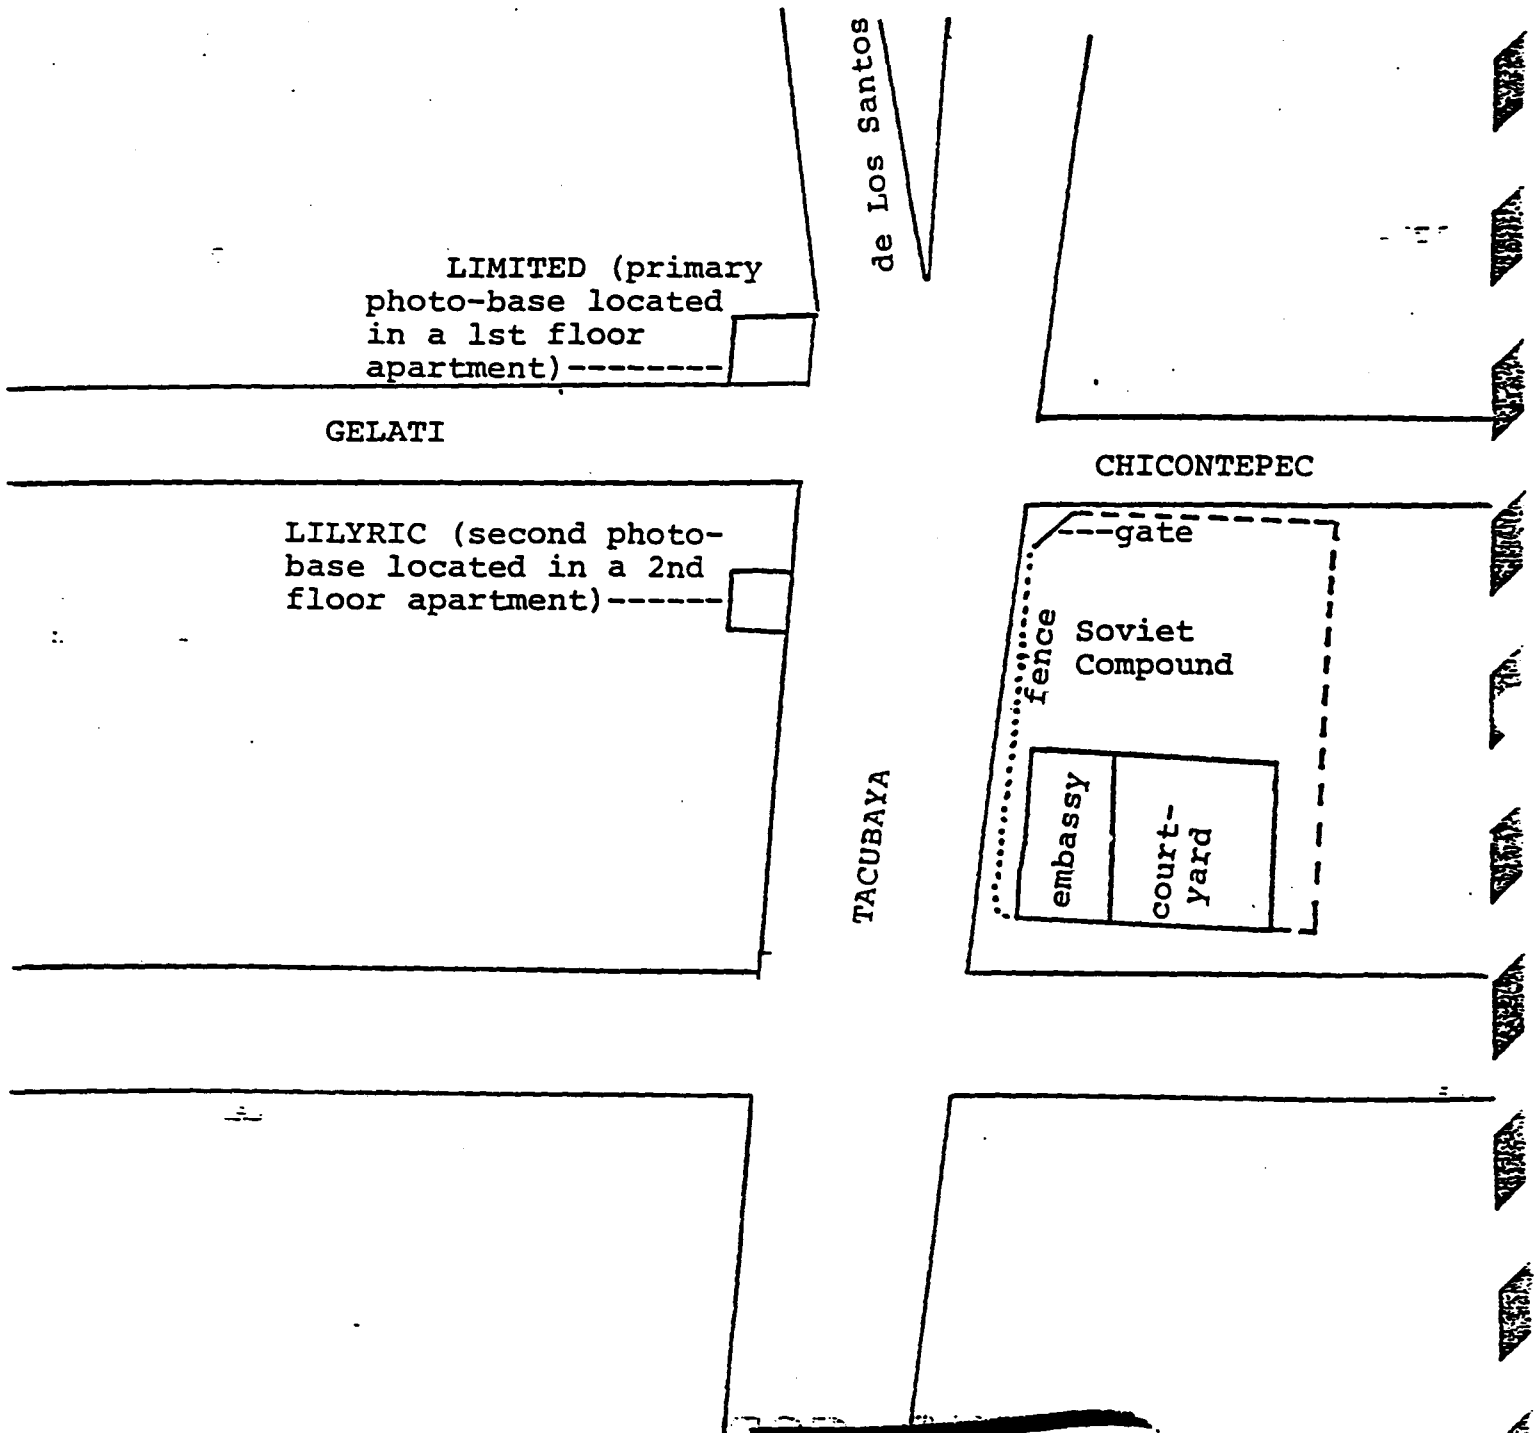 de Los Santos
LIMITED (primary
photo-base located
in a 1st floor
apartment)--------
GELATI
CHICONTEPEC
LILYRIC (second photo-
base located in a 2nd
floor apartment)------
---gate
fence
Soviet
Compound
TACUBAYA
embassy
court-
yard